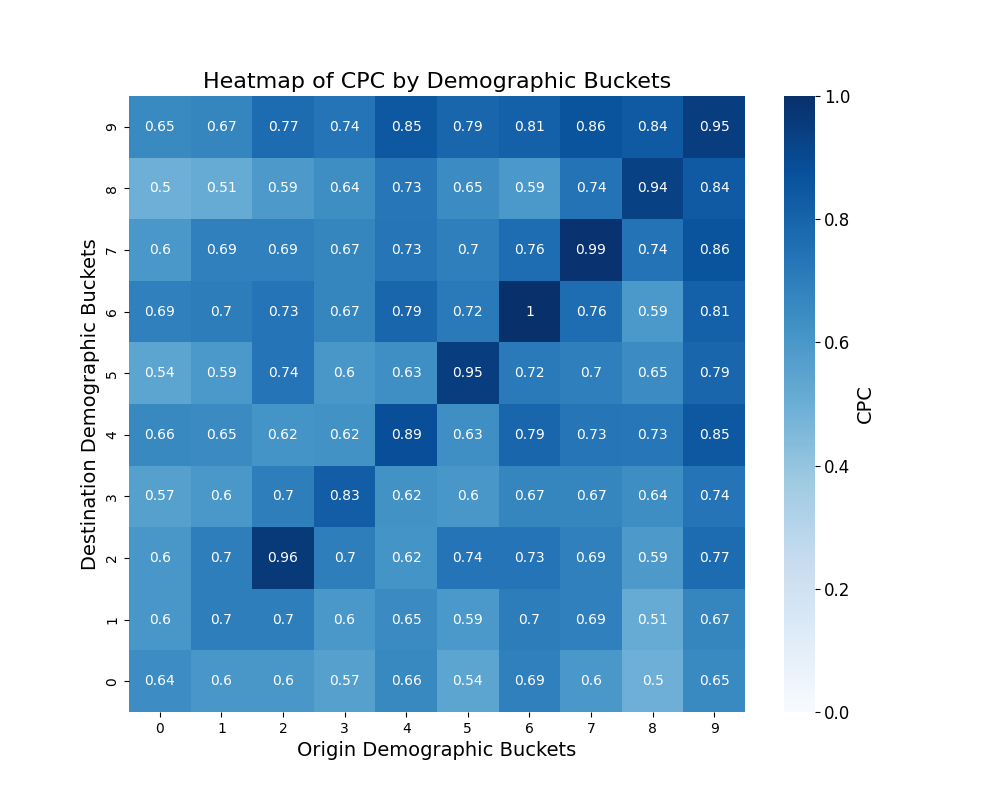 Heatmap of CPC by Demographic Buckets
Destination Demographic Buckets
9 0.65 0.67 0.77 0.74 0.85 0.79 0.81 0.86 0.84 0.95
8 0.5 0.51 0.59 0.64 0.73 0.65 0.59 0.74 0.94 0.84
7 0.6 0.69 0.69 0.67 0.73 0.7 0.76 0.99 0.74 0.86
6 0.69 0.7 0.73 0.67 0.79 0.72 1 0.76 0.59 0.81
5 0.54 0.59 0.74 0.6 0.63 0.95 0.72 0.7 0.65 0.79
4 0.66 0.65 0.62 0.62 0.89 0.63 0.79 0.73 0.73 0.85
3 0.57 0.6 0.7 0.83 0.62 0.6 0.67 0.67 0.64 0.74
2 0.6 0.7 0.96 0.7 0.62 0.74 0.73 0.69 0.59 0.77
1 0.6 0.7 0.7 0.6 0.65 0.59 0.7 0.69 0.51 0.67
0 0.64 0.6 0.6 0.57 0.66 0.54 0.69 0.6 0.5 0.65
0 1 2 3 4 5 6 7 8 9
Origin Demographic Buckets
1.0
0.8
0.6
0.4
0.2
0.0
CPC